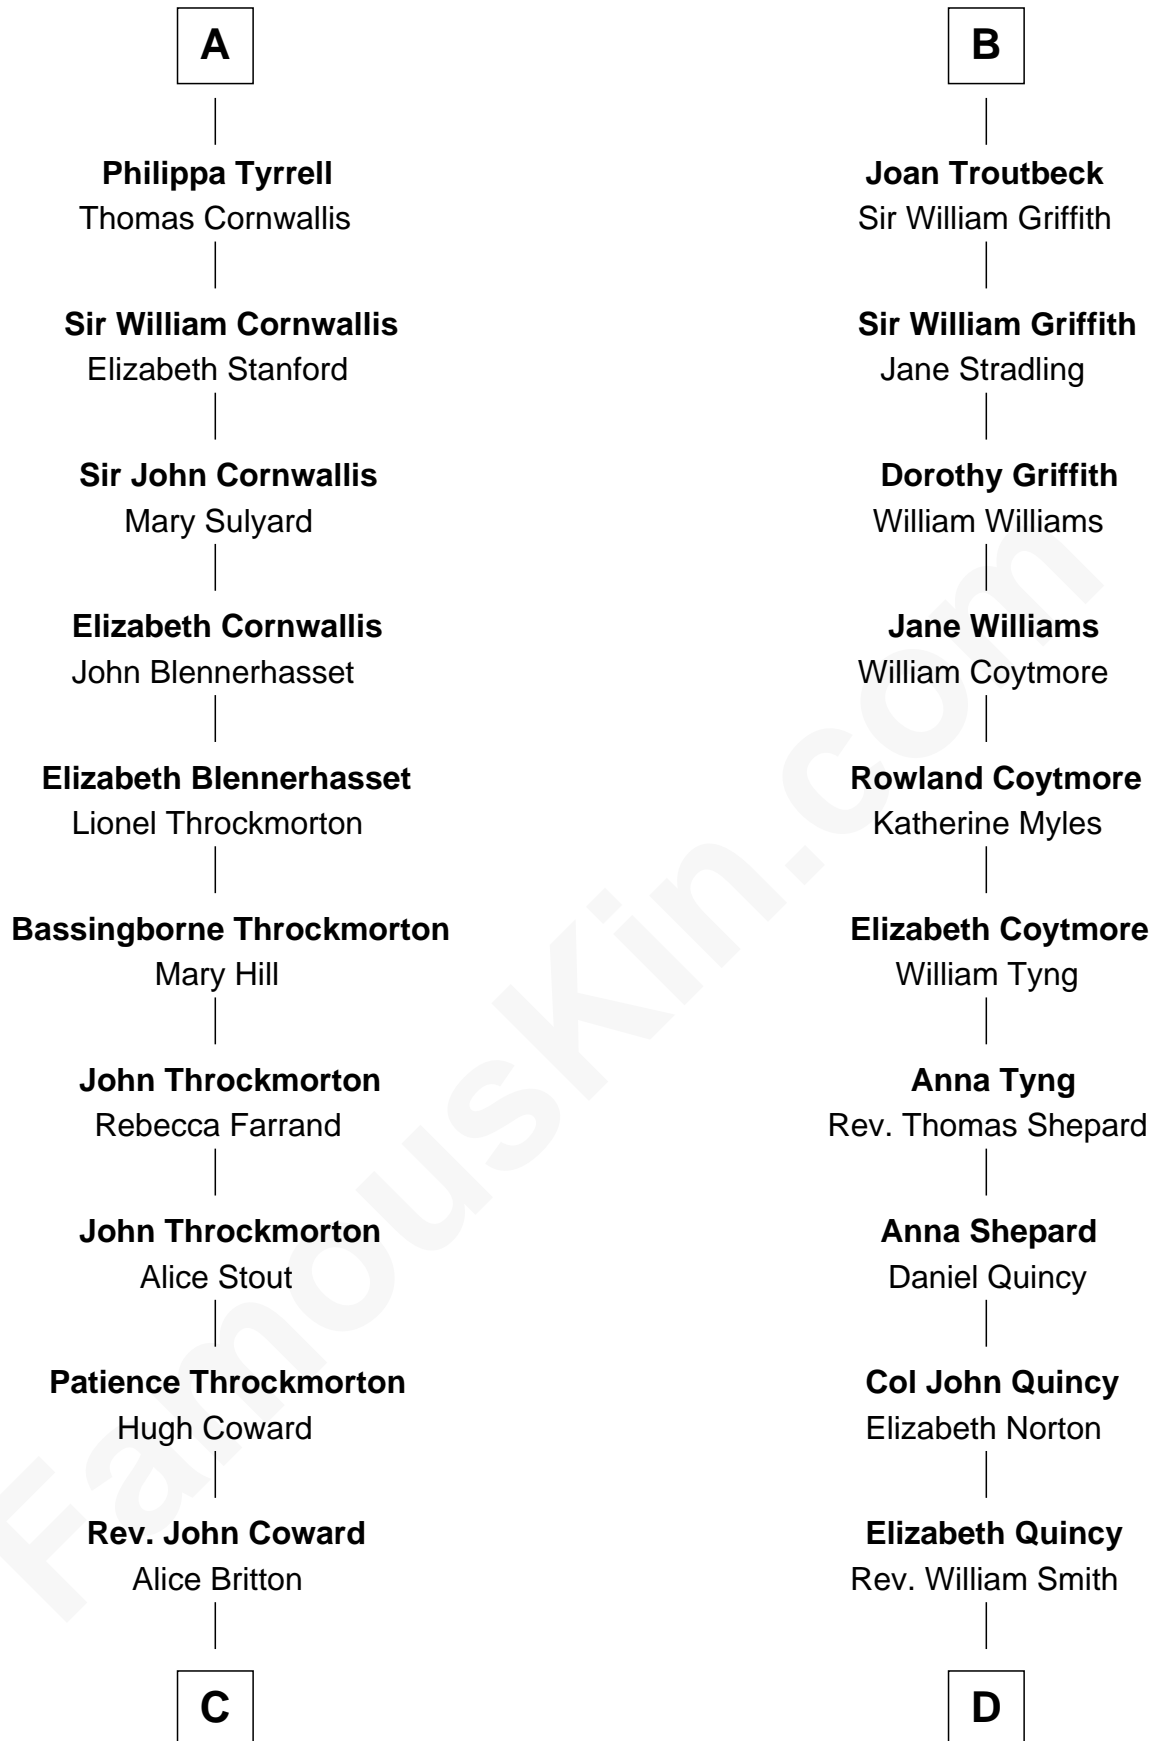 A
Philippa Tyrrell
Thomas Cornwallis
Sir William Cornwallis
Elizabeth Stanford
Sir John Cornwallis
Mary Sulyard
Elizabeth Cornwallis
John Blennerhasset
Elizabeth Blennerhasset
Lionel Throckmorton
Bassingborne Throckmorton
Mary Hill
John Throckmorton
Rebecca Farrand
John Throckmorton
Alice Stout
Patience Throckmorton
Hugh Coward
Rev. John Coward
Alice Britton
C
B
Joan Troutbeck
Sir William Griffith
Sir William Griffith
Jane Stradling
Dorothy Griffith
William Williams
Jane Williams
William Coytmore
Rowland Coytmore
Katherine Myles
Elizabeth Coytmore
William Tyng
Anna Tyng
Rev. Thomas Shepard
Anna Shepard
Daniel Quincy
Col John Quincy
Elizabeth Norton
Elizabeth Quincy
Rev. William Smith
D
FamousKin.com